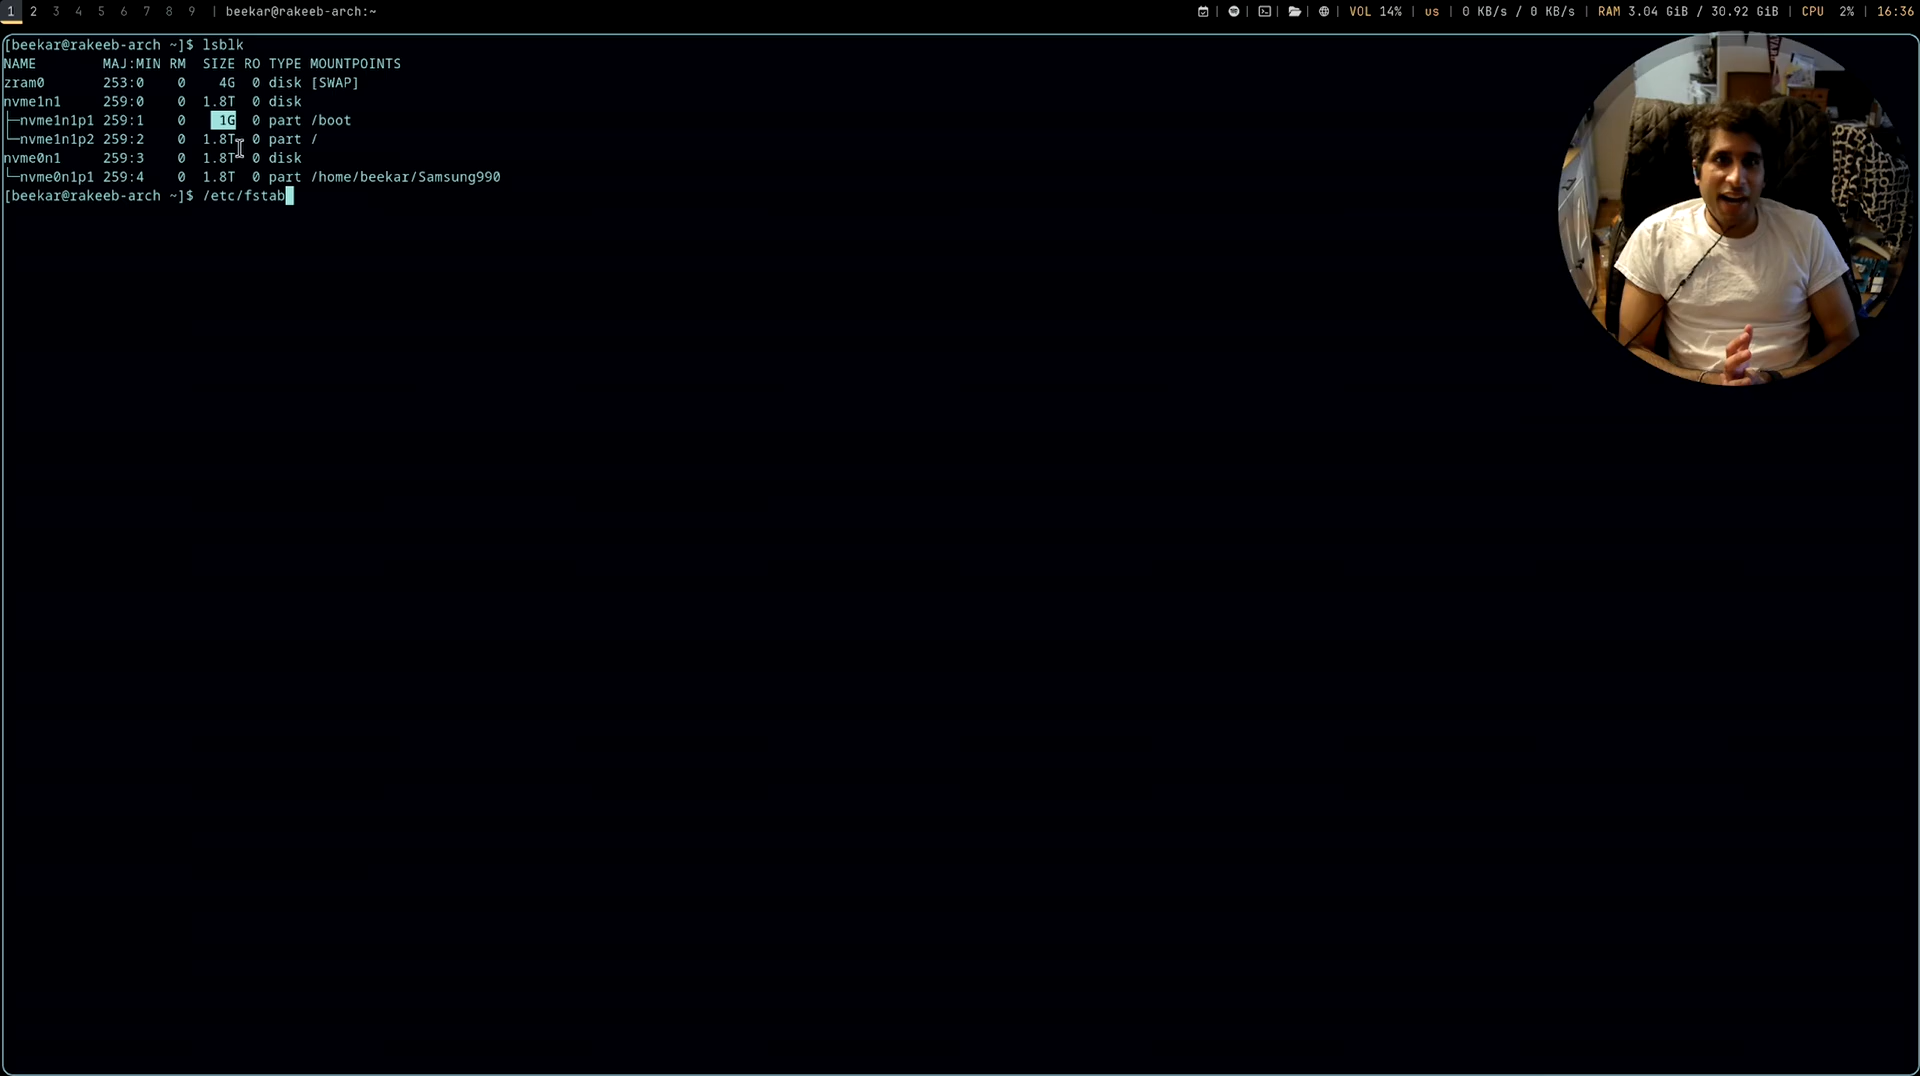 1 2 3 4 5 6 7 8 9 | beekar@rakeeb-arch:~ | | | | | VOL 14% | us | 0 KB/s / 0 KB/s | RAM 3.04 GiB / 30.92 GiB | CPU 2% | 16:36
[beekar@rakeeb-arch ~]$ lsblk
NAME MAJ:MIN RM SIZE RO TYPE MOUNTPOINTS
zram0 253:0 0 4G 0 disk [SWAP]
nvme1n1 259:0 0 1.8T 0 disk
├─nvme1n1p1 259:1 0 1G 0 part /boot
└─nvme1n1p2 259:2 0 1.8T 0 part /
nvme0n1 259:3 0 1.8T 0 disk
└─nvme0n1p1 259:4 0 1.8T 0 part /home/beekar/Samsung990
[beekar@rakeeb-arch ~]$ /etc/fstab